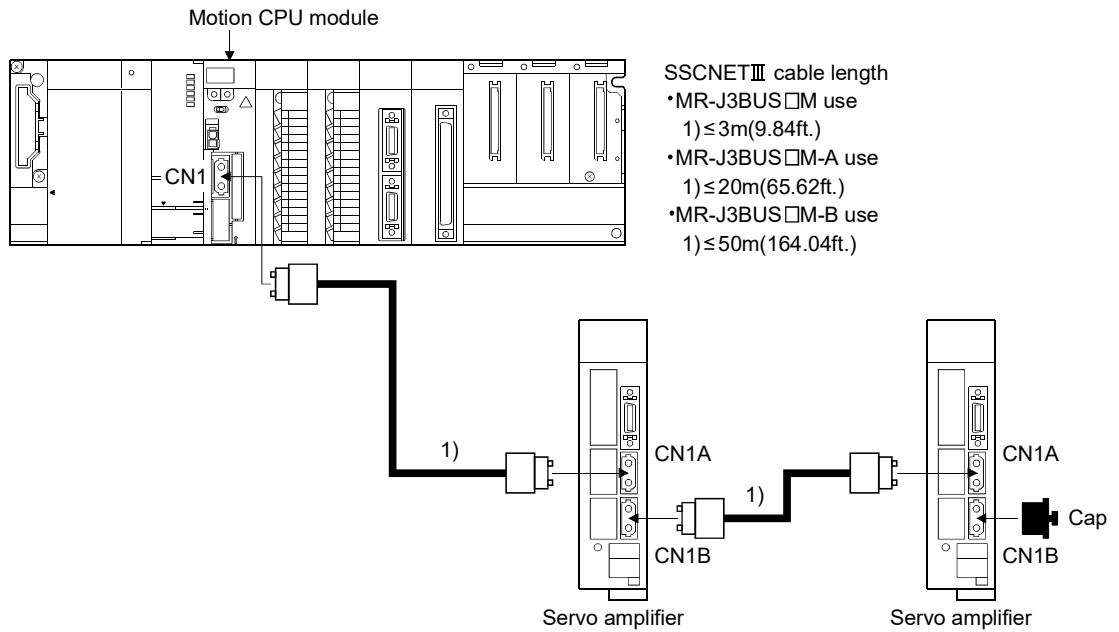 Motion CPU module
SSCNETⅢ cable length
•MR-J3BUS□M use
1)≤3m(9.84ft.)
•MR-J3BUS□M-A use
1)≤20m(65.62ft.)
•MR-J3BUS□M-B use
1)≤50m(164.04ft.)
CN1
1)
CN1A
CN1B
1)
CN1A
Cap
CN1B
Servo amplifier
Servo amplifier